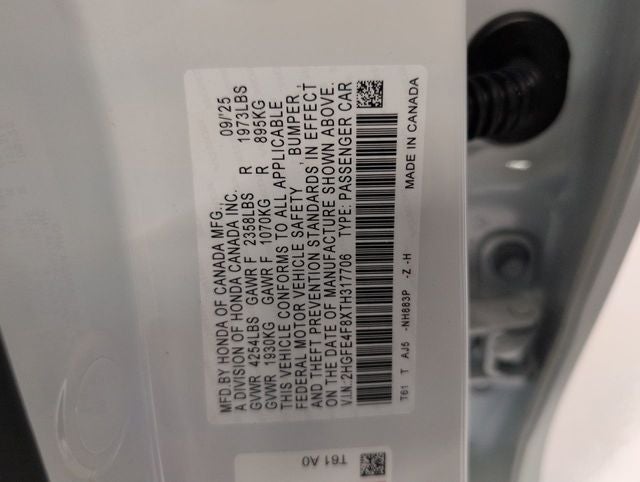 MFD.BY HONDA OF CANADA MFG., 09/'25
A DIVISION OF HONDA CANADA INC.
GVWR 4254LBS GAWR F 2358LBS R 1973LBS
GVWR 1930KG GAWR F 1070KG R 895KG
THIS VEHICLE CONFORMS TO ALL APPLICABLE
FEDERAL MOTOR VEHICLE SAFETY, BUMPER,
AND THEFT PREVENTION STANDARDS IN EFFECT
ON THE DATE OF MANUFACTURE SHOWN ABOVE.
V.I.N.:2HGFE4F8XTH317706 TYPE: PASSENGER CAR
T61 T AJ5 -NH883P -Z -H MADE IN CANADA
T61 A0